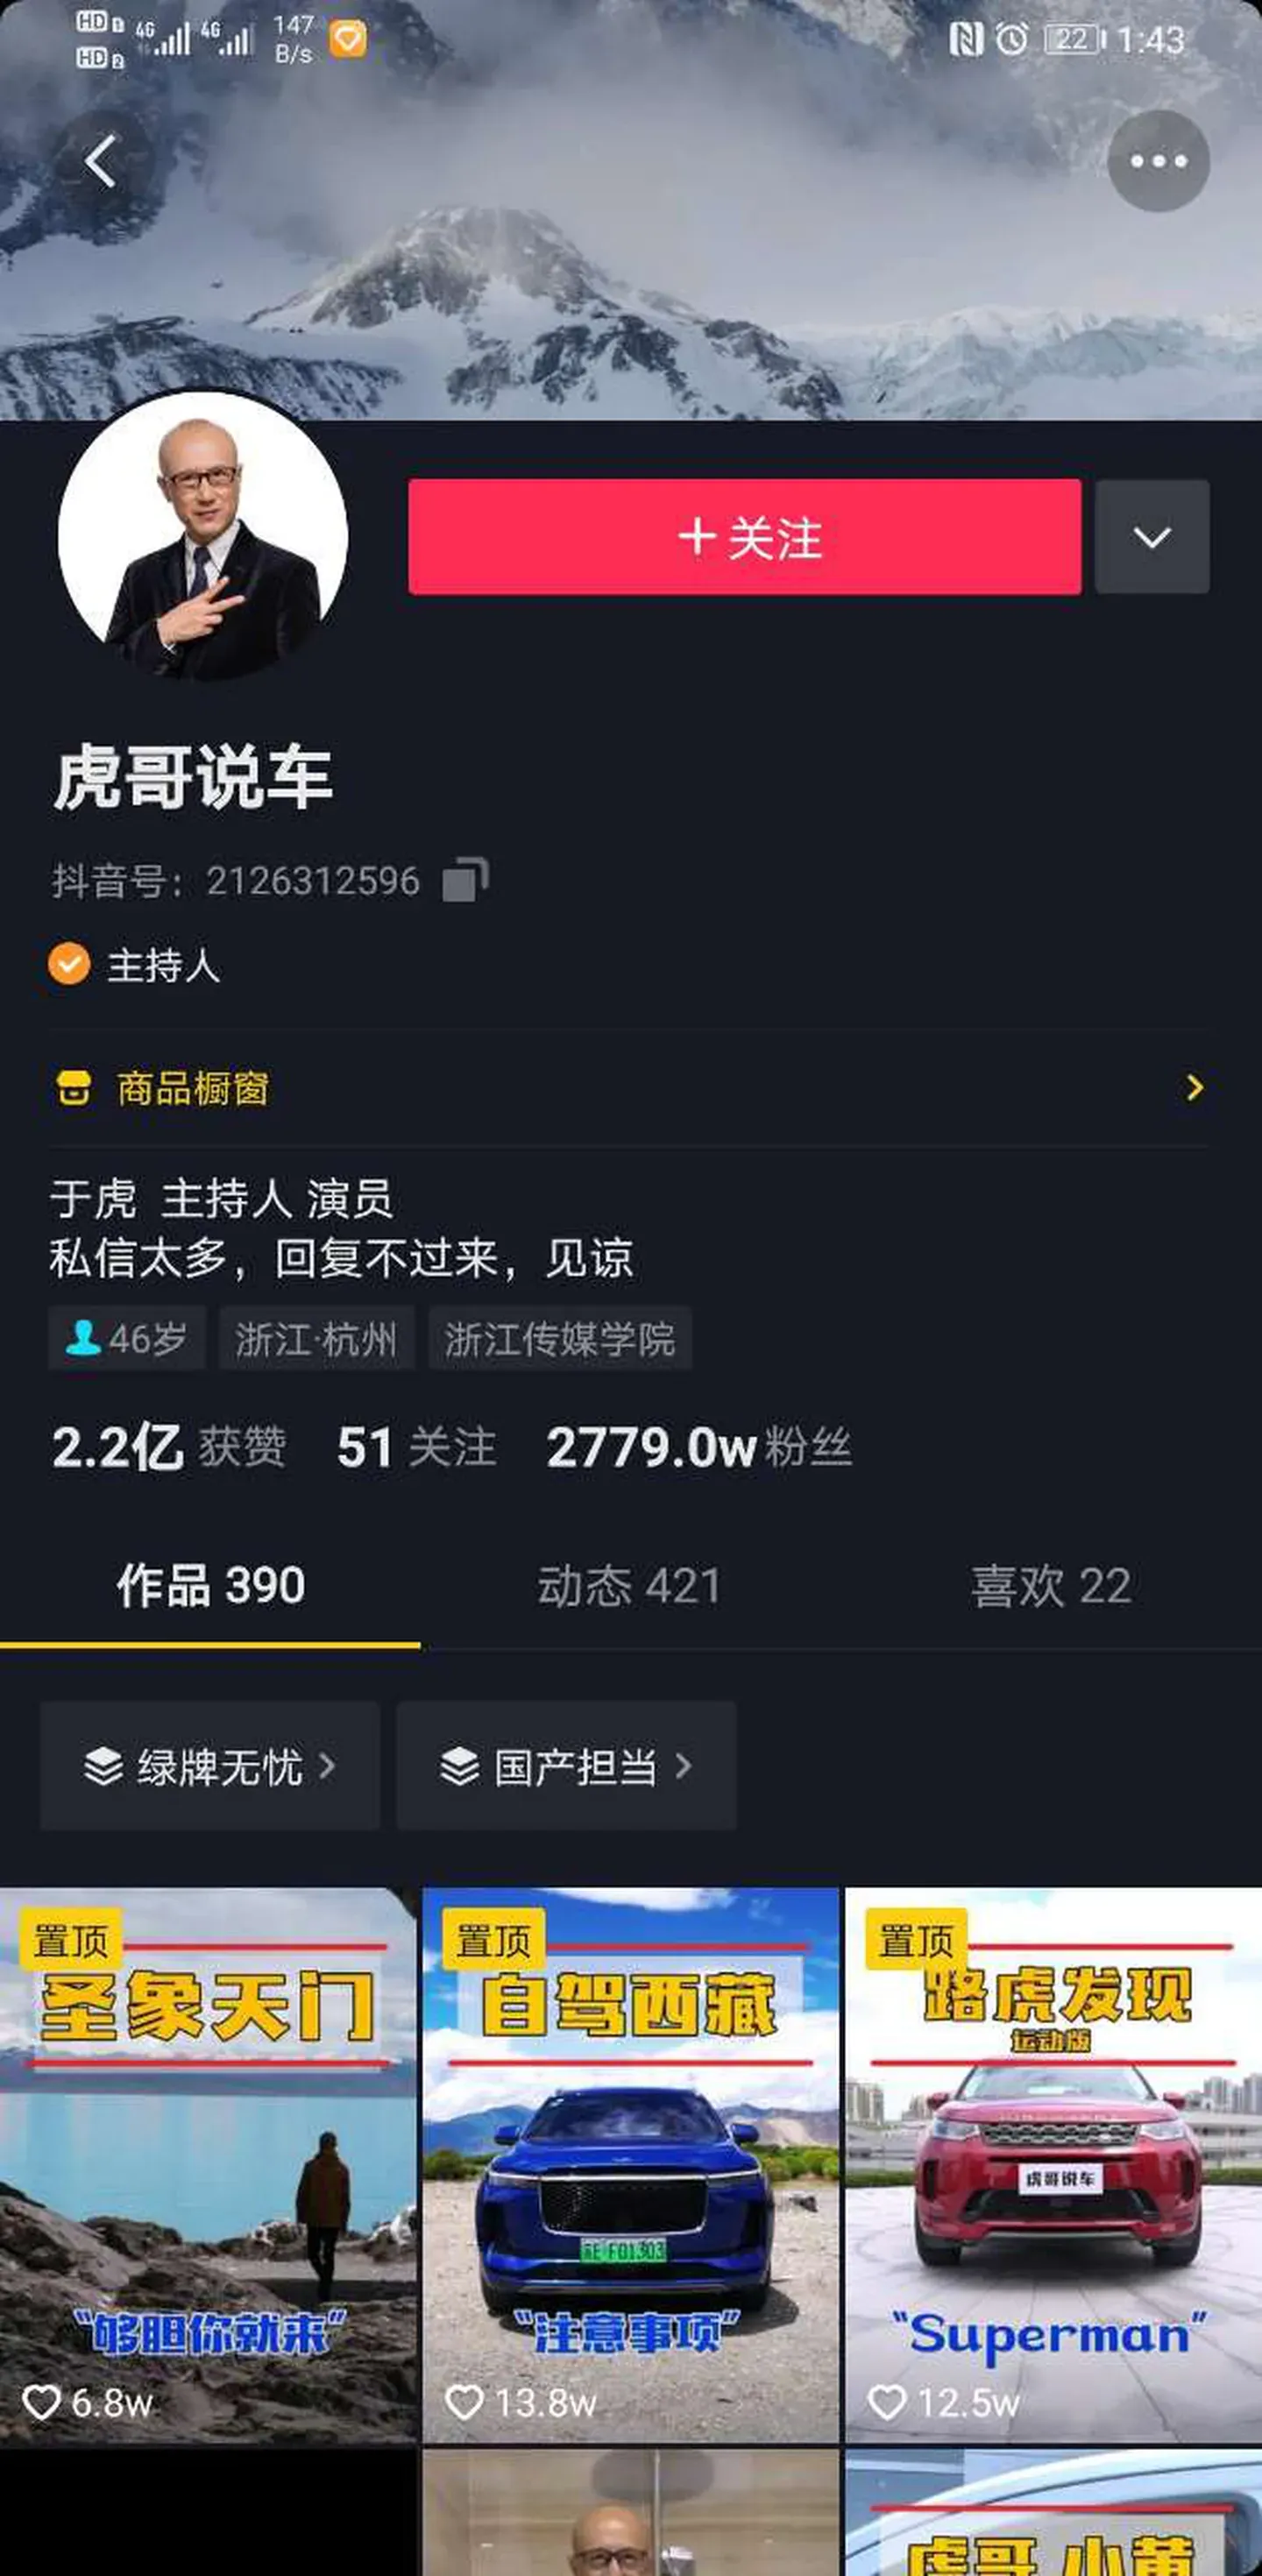 HD 1 4G 4G 147 22 1:43
HD 2 B/s
+关注
虎哥说车
抖音号：2126312596
主持人
商品橱窗
于虎 主持人 演员
私信太多，回复不过来，见谅
46岁 浙江·杭州 浙江传媒学院
2.2亿 获赞 51 关注 2779.0w 粉丝
作品 390 动态 421 喜欢 22
绿牌无忧 国产担当
置顶
圣象天门
“够胆你就来”
6.8w
置顶
自驾西藏
F01303
“注意事项”
13.8w
置顶
路虎发现
运动版
虎哥说车
“Superman”
12.5w
虎哥 小黄